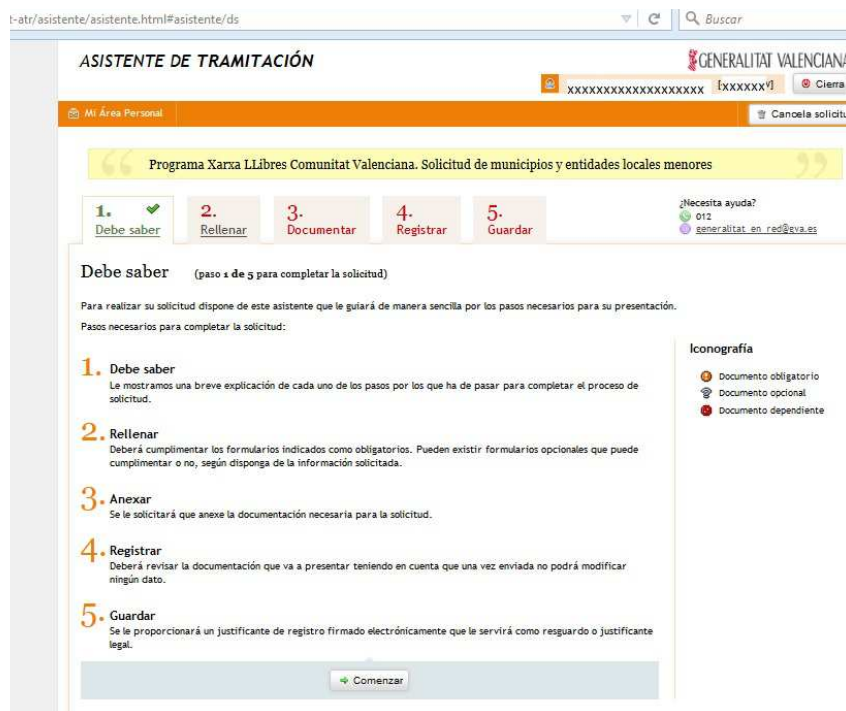 t-atr/asistente/asistente.html#asistente/ds
Buscar
ASISTENTE DE TRAMITACIÓN
GENERALITAT VALENCIANA
xxxxxxxxxxxxxxxxxxx [xxxxxxV]
Cierra
Mi Área Personal
Cancela solicitu
Programa Xarxa LLibres Comunitat Valenciana. Solicitud de municipios y entidades locales menores
1. Debe saber
2. Rellenar
3. Documentar
4. Registrar
5. Guardar
¿Necesita ayuda?
012
generalitat_en_red@gva.es
Debe saber (paso 1 de 5 para completar la solicitud)
Para realizar su solicitud dispone de este asistente que le guiará de manera sencilla por los pasos necesarios para su presentación.
Pasos necesarios para completar la solicitud:
1. Debe saber
Le mostramos una breve explicación de cada uno de los pasos por los que ha de pasar para completar el proceso de
solicitud.
2. Rellenar
Deberá cumplimentar los formularios indicados como obligatorios. Pueden existir formularios opcionales que puede
cumplimentar o no, según disponga de la información solicitada.
3. Anexar
Se le solicitará que anexe la documentación necesaria para la solicitud.
4. Registrar
Deberá revisar la documentación que va a presentar teniendo en cuenta que una vez enviada no podrá modificar
ningún dato.
5. Guardar
Se le proporcionará un justificante de registro firmado electrónicamente que le servirá como resguardo o justificante
legal.
Comenzar
Iconografía
Documento obligatorio
Documento opcional
Documento dependiente